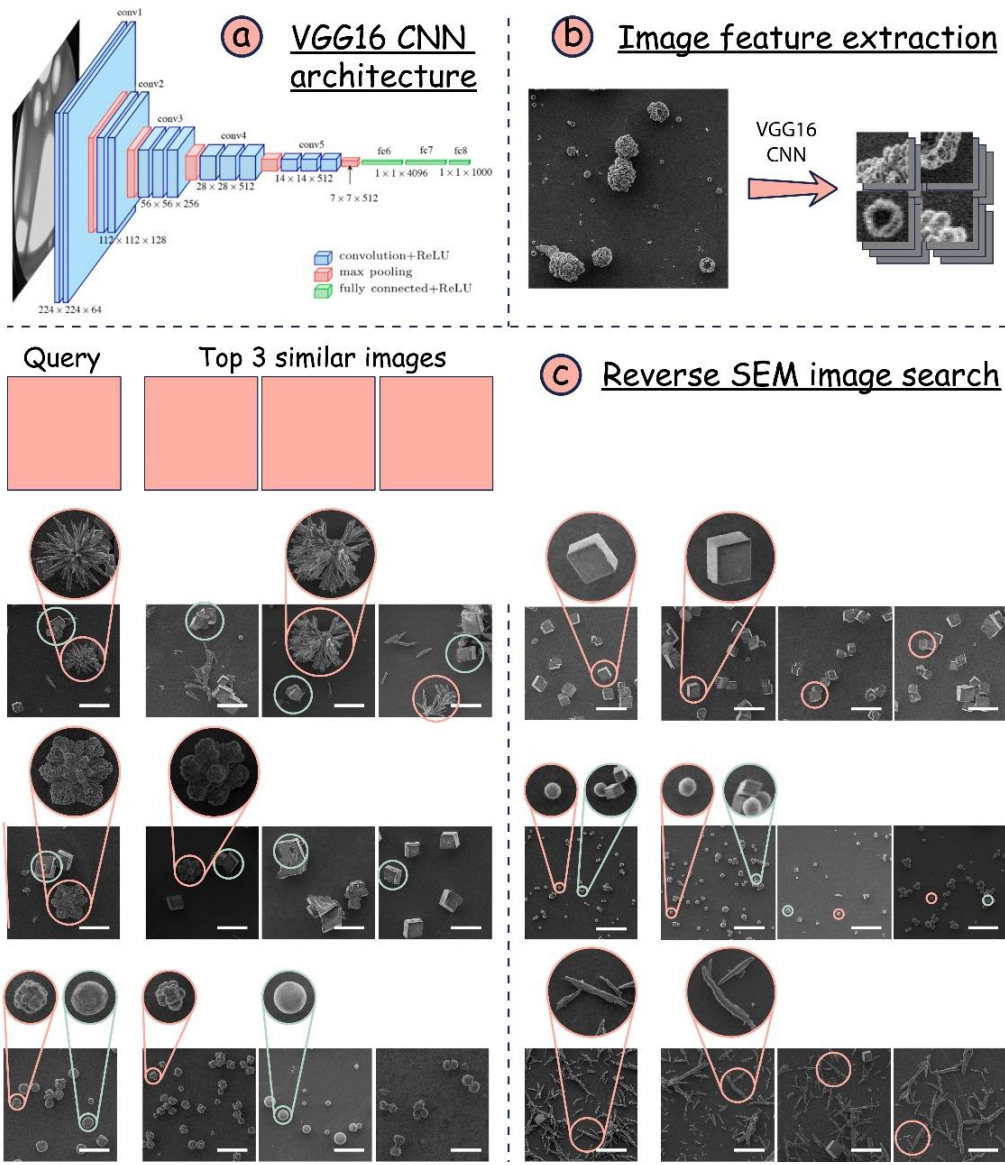 a
VGG16 CNN
architecture
conv1
conv2
conv3
conv4
conv5
fc6
fc7
fc8
1 × 1 × 4096
1 × 1 × 1000
28 × 28 × 512
14 × 14 × 512
7 × 7 × 512
56 × 56 × 256
112 × 112 × 128
224 × 224 × 64
convolution+ReLU
max pooling
fully connected+ReLU
b
Image feature extraction
VGG16
CNN
Query
Top 3 similar images
c
Reverse SEM image search